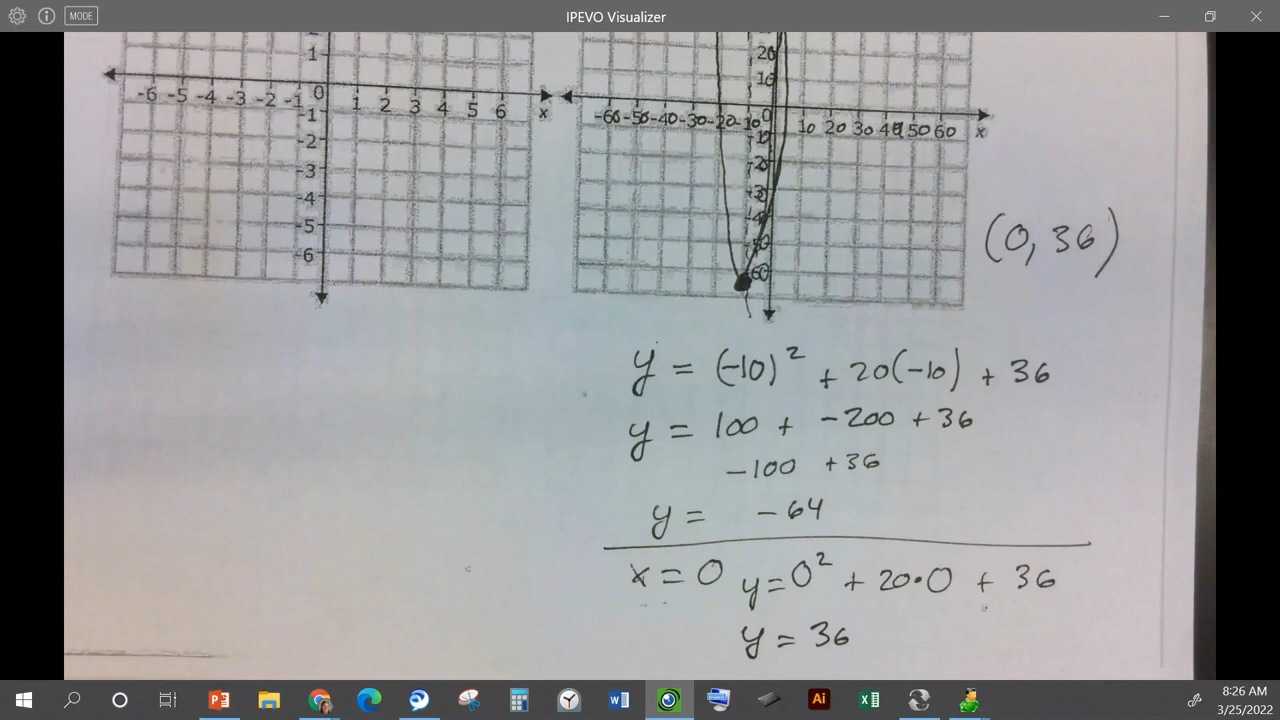 MODE
IPEVO Visualizer
1
-6 -5 -4 -3 -2 -1 0 1 2 3 4 5 6 x
-1
-2
-3
-4
-5
-6
20
10
-60 -50 -40 -30 -20 -10 0 10 20 30 40 50 60 x
-10
-20
(0, 36)
y = (-10)² + 20(-10) + 36
y = 100 + -200 + 36
-100 + 36
y = -64
x = 0 y = 0² + 20·0 + 36
y = 36
8:26 AM
3/25/2022